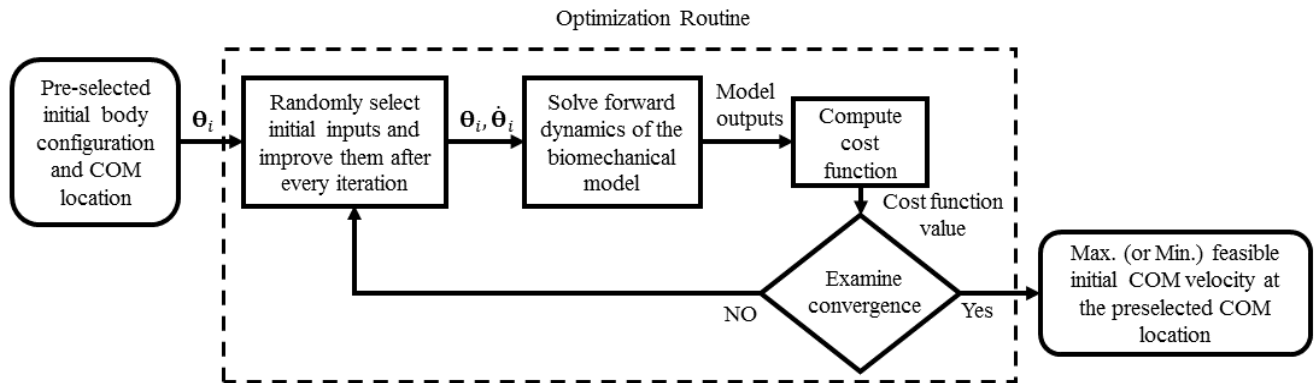 Optimization Routine
Pre-selected
initial body
configuration
and COM
location
𝚯ᵢ
Randomly select
initial inputs and
improve them after
every iteration
𝚯ᵢ, 𝚯̇ᵢ
Solve forward
dynamics of the
biomechanical
model
Model
outputs
Compute
cost
function
Cost function
value
Examine
convergence
NO
Yes
Max. (or Min.) feasible
initial COM velocity at
the preselected COM
location